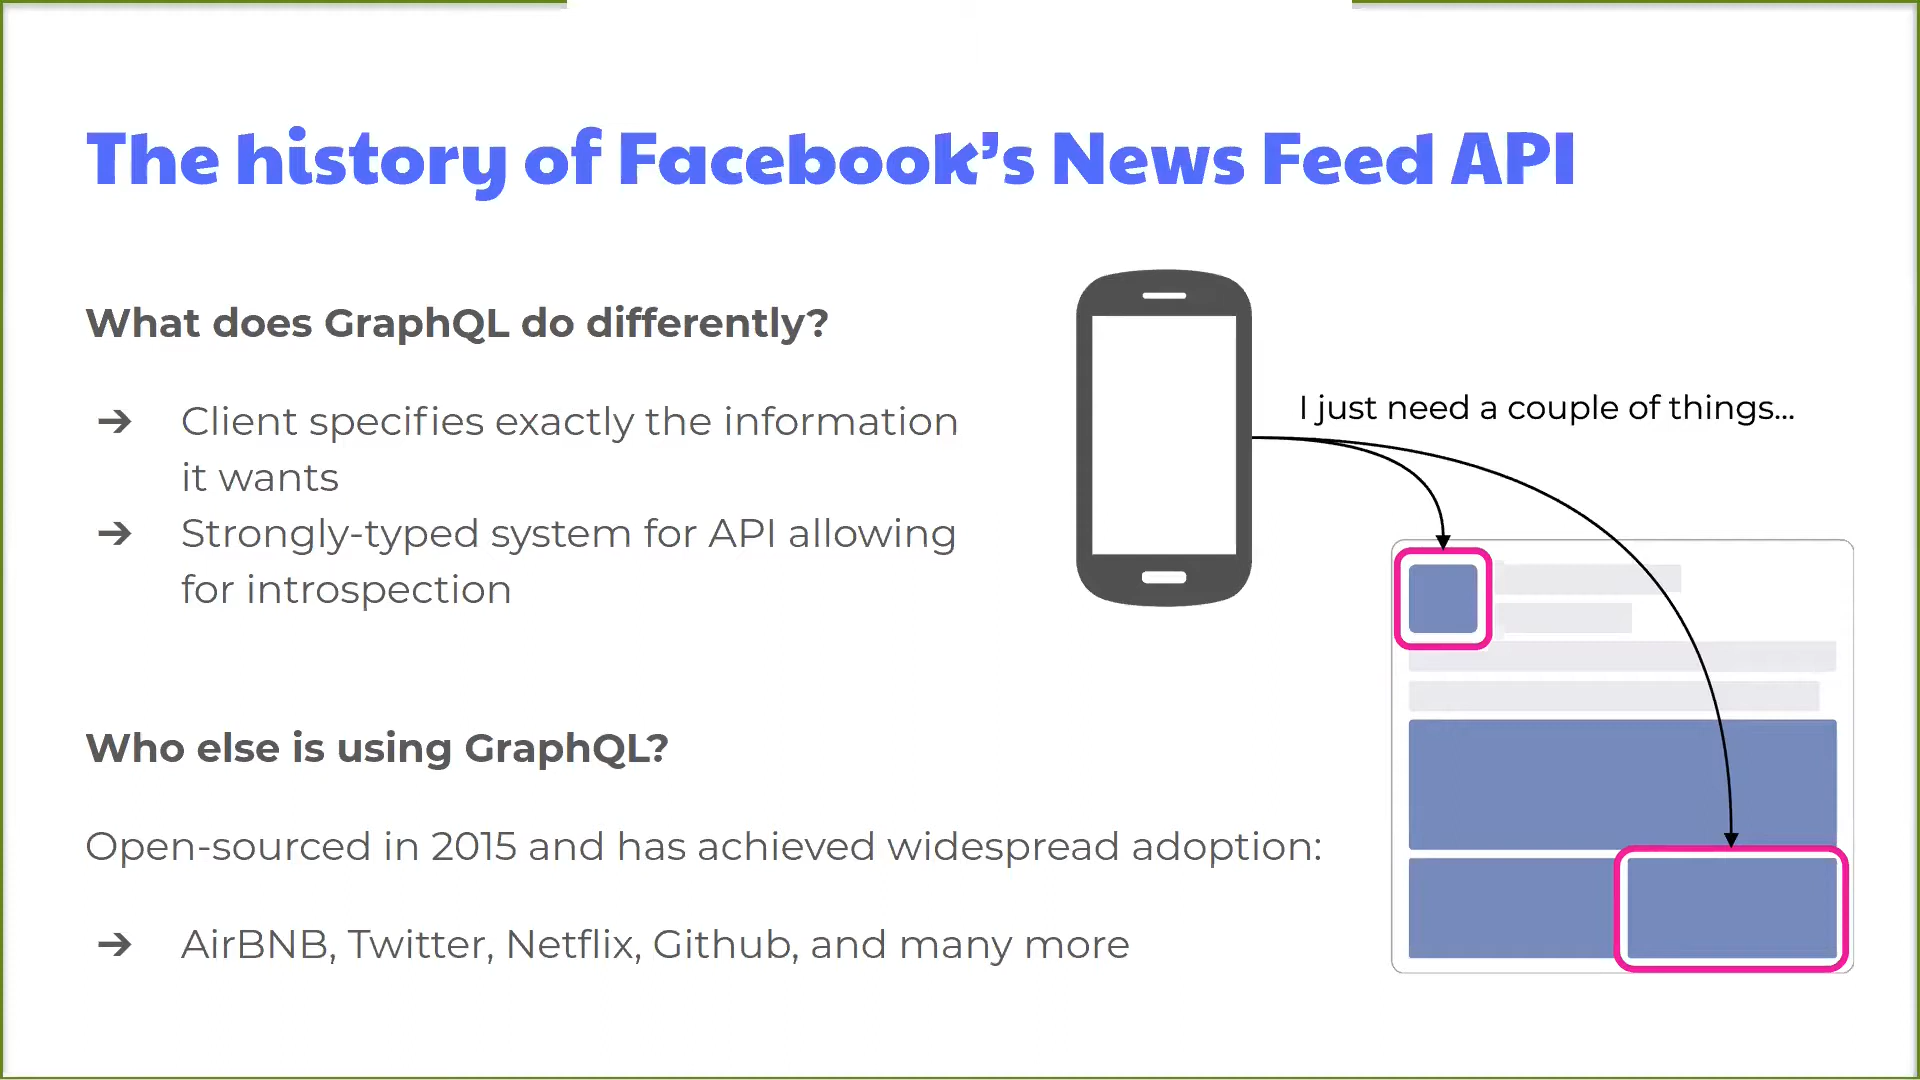 The history of Facebook's News Feed API
What does GraphQL do differently?
➔ Client specifies exactly the information
it wants
➔ Strongly-typed system for API allowing
for introspection
I just need a couple of things...
Who else is using GraphQL?
Open-sourced in 2015 and has achieved widespread adoption:
➔ AirBNB, Twitter, Netflix, Github, and many more